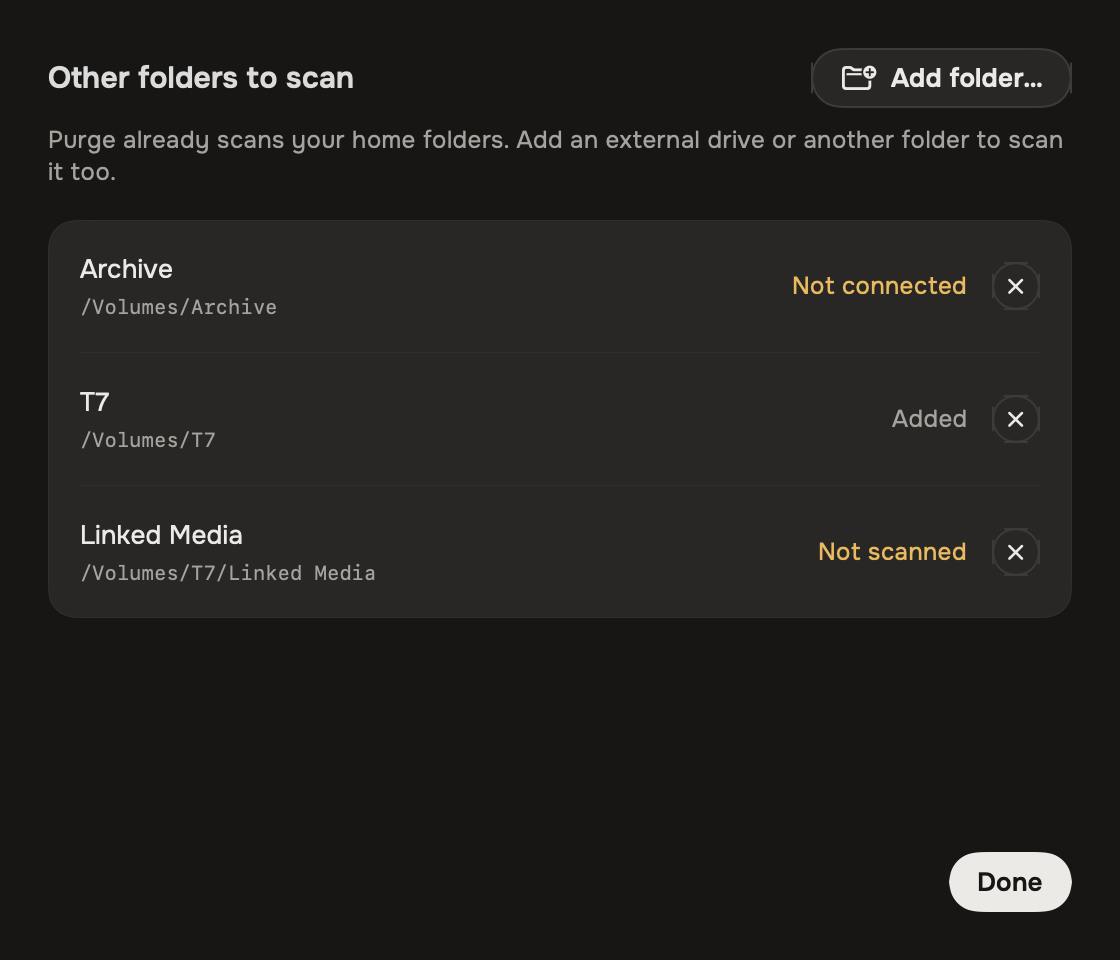 Other folders to scan
Add folder...
Purge already scans your home folders. Add an external drive or another folder to scan
it too.
Archive
/Volumes/Archive
Not connected
T7
/Volumes/T7
Added
Linked Media
/Volumes/T7/Linked Media
Not scanned
Done